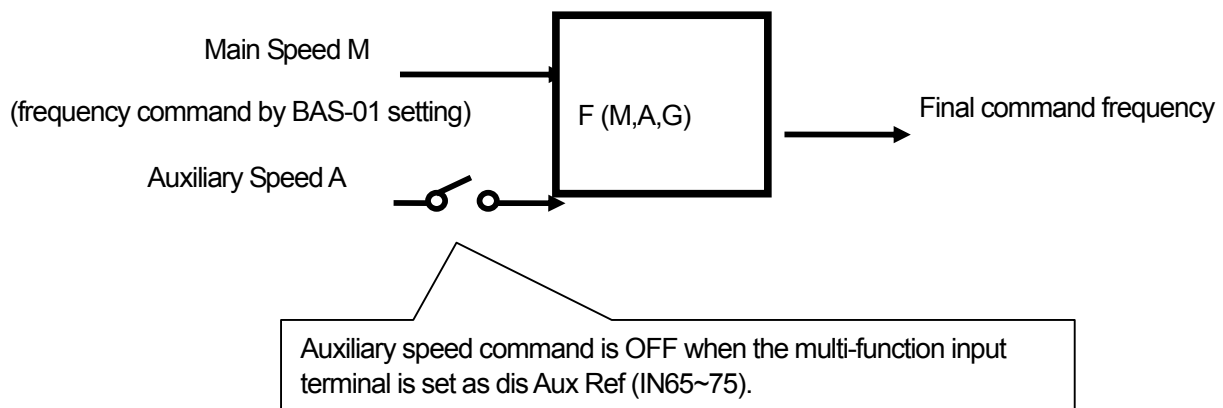 Main Speed M
(frequency command by BAS-01 setting)
F (M,A,G)
Final command frequency
Auxiliary Speed A
Auxiliary speed command is OFF when the multi-function input
terminal is set as dis Aux Ref (IN65~75).